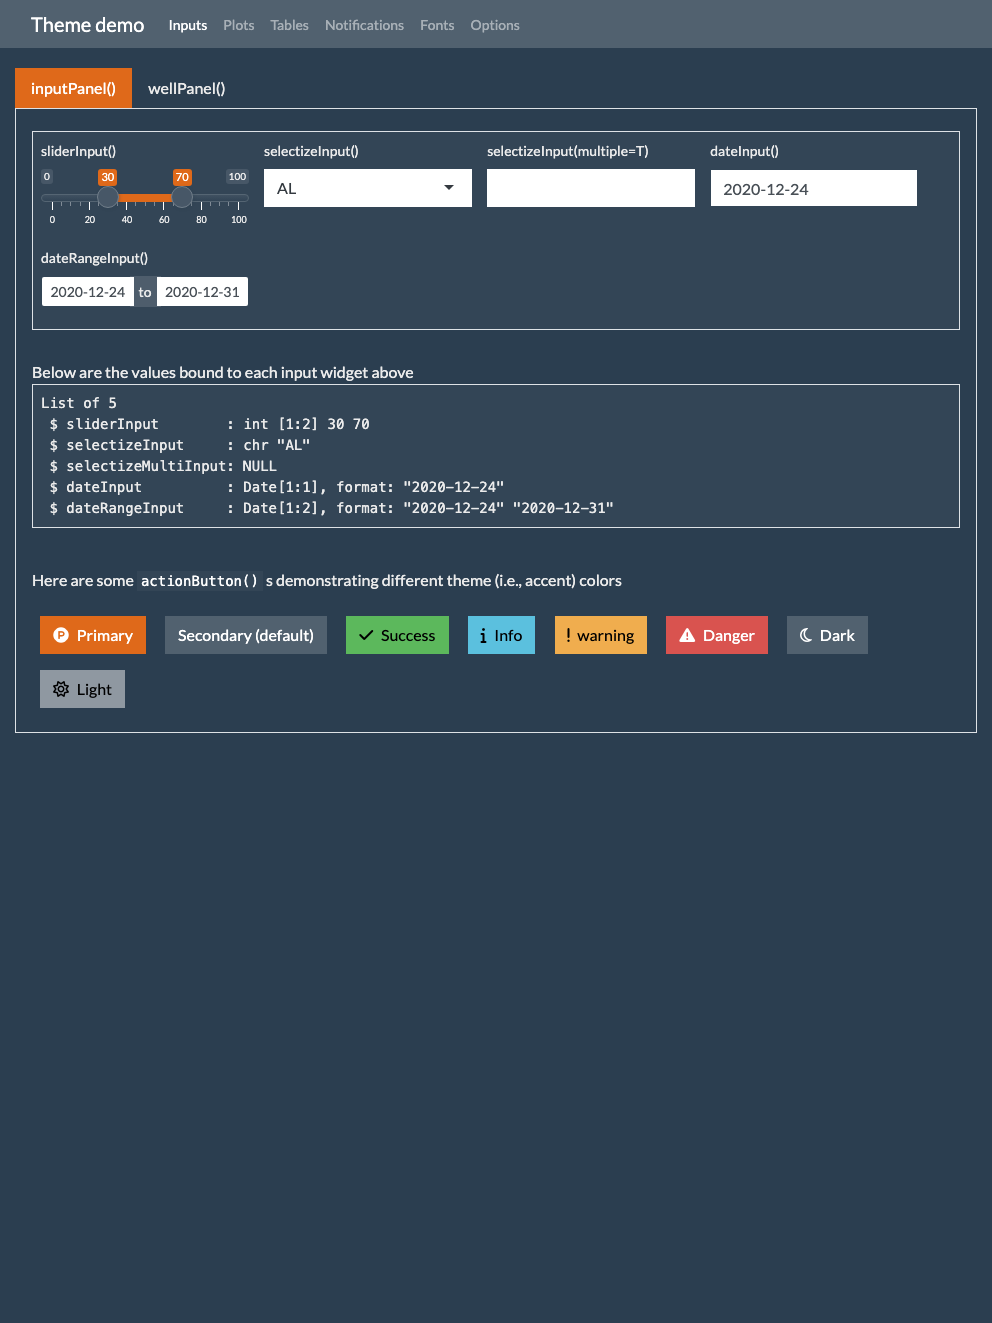 Theme demo Inputs Plots Tables Notifications Fonts Options
inputPanel() wellPanel()
sliderInput() selectizeInput() selectizeInput(multiple=T) dateInput()
0 30 70 100
AL 2020-12-24
0 20 40 60 80 100
dateRangeInput()
2020-12-24 to 2020-12-31
Below are the values bound to each input widget above
List of 5
$ sliderInput : int [1:2] 30 70
$ selectizeInput : chr "AL"
$ selectizeMultiInput: NULL
$ dateInput : Date[1:1], format: "2020-12-24"
$ dateRangeInput : Date[1:2], format: "2020-12-24" "2020-12-31"
Here are some actionButton() s demonstrating different theme (i.e., accent) colors
Primary Secondary (default) Success Info warning Danger Dark
Light